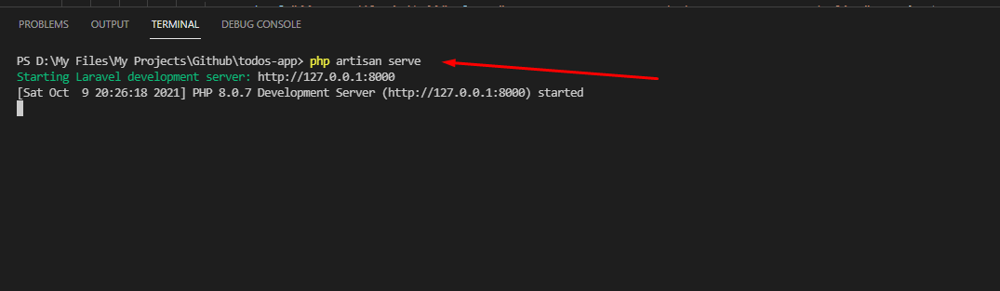 PROBLEMS OUTPUT TERMINAL DEBUG CONSOLE
PS D:\My Files\My Projects\Github\todos-app> php artisan serve
Starting Laravel development server: http://127.0.0.1:8000
[Sat Oct  9 20:26:18 2021] PHP 8.0.7 Development Server (http://127.0.0.1:8000) started